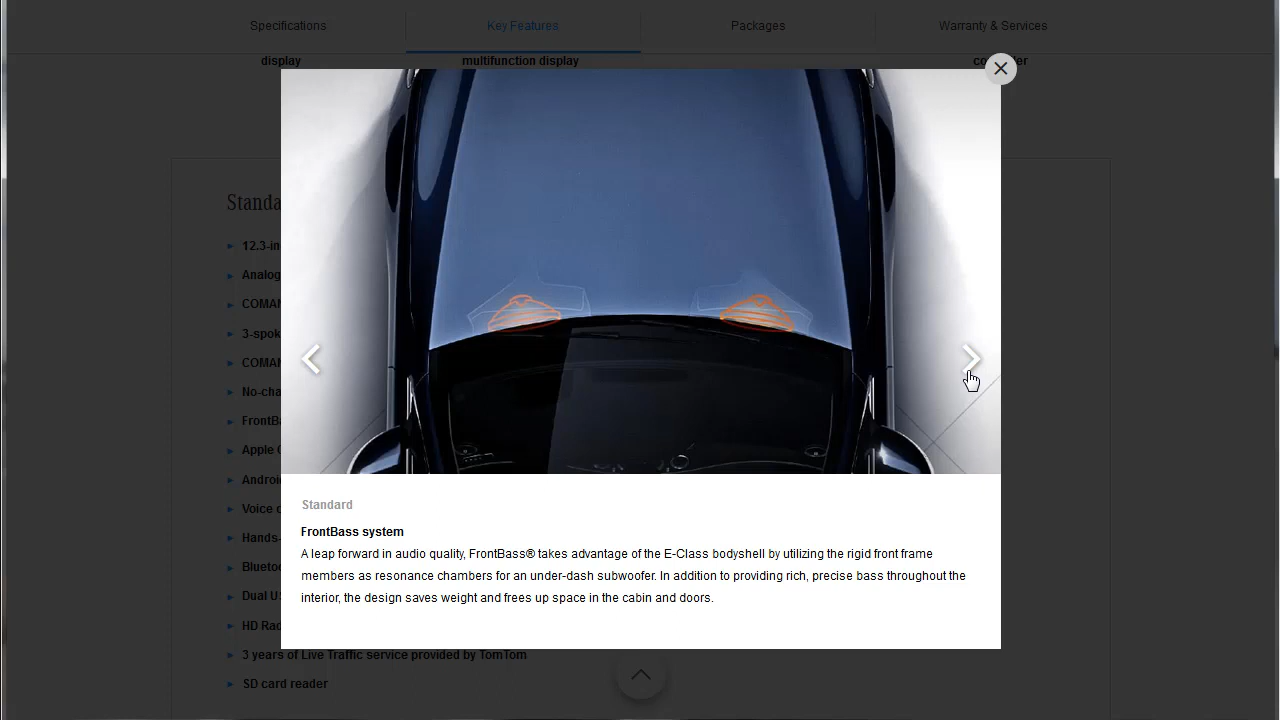 Specifications
Key Features
Packages
Warranty & Services
display
multifunction display
Standa
12.3-in
Analog
COMAN
3-spok
COMAN
No-cha
FrontBa
Apple C
Androi
Voice c
Hands-
Bluetoo
Dual U
HD Rad
3 years of Live Traffic service provided by TomTom
SD card reader
Standard
FrontBass system
A leap forward in audio quality, FrontBass® takes advantage of the E-Class bodyshell by utilizing the rigid front frame
members as resonance chambers for an under-dash subwoofer. In addition to providing rich, precise bass throughout the
interior, the design saves weight and frees up space in the cabin and doors.